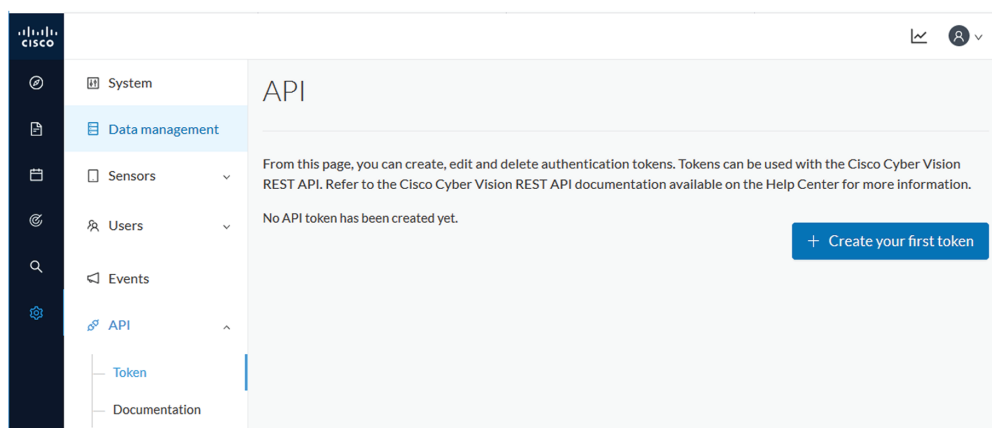 CISCO
System
Data management
Sensors
Users
Events
API
Token
Documentation
API
From this page, you can create, edit and delete authentication tokens. Tokens can be used with the Cisco Cyber Vision
REST API. Refer to the Cisco Cyber Vision REST API documentation available on the Help Center for more information.
No API token has been created yet.
+ Create your first token